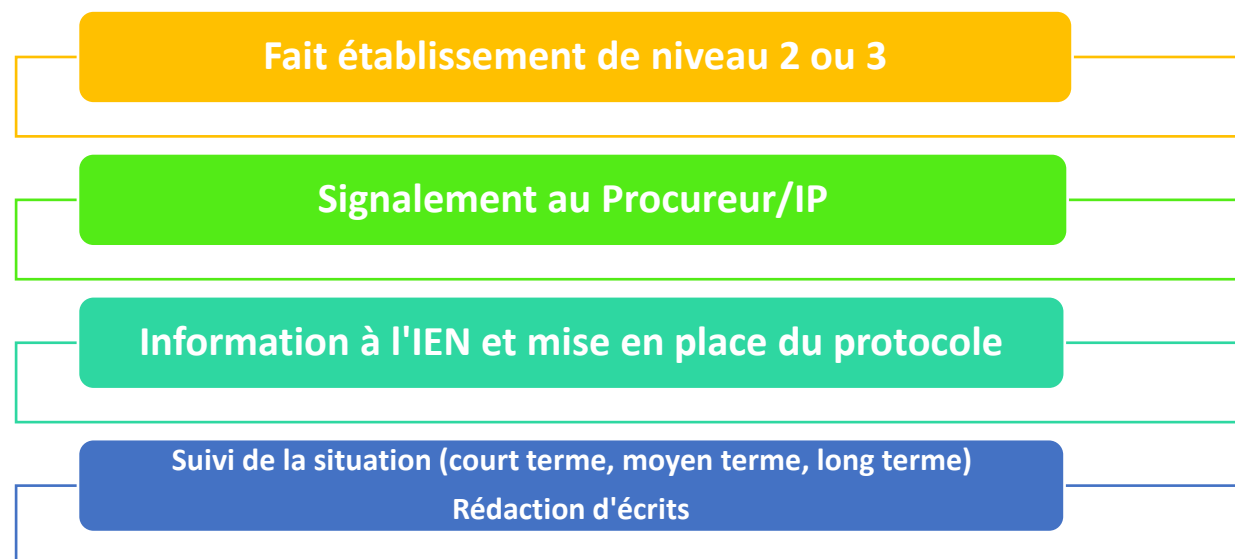 Fait établissement de niveau 2 ou 3
Signalement au Procureur/IP
Information à l'IEN et mise en place du protocole
Suivi de la situation (court terme, moyen terme, long terme)
Rédaction d'écrits